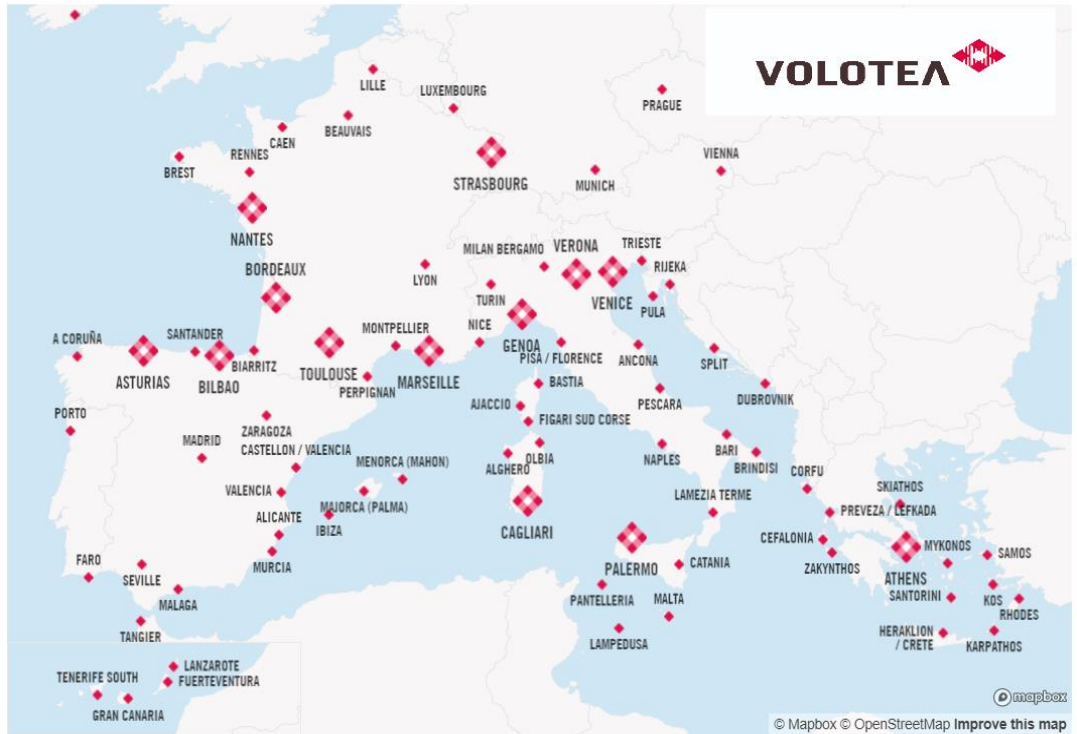 VOLOTEA
LILLE
LUXEMBOURG
PRAGUE
BEAUVAIS
CAEN
RENNES
BREST
STRASBOURG
MUNICH
VIENNA
NANTES
BORDEAUX
LYON
MILAN BERGAMO
VERONA
TRIESTE
RIJEKA
TURIN
VENICE
PULA
A CORUÑA
SANTANDER
MONTPELLIER
NICE
GENOA
PISA / FLORENCE
ANCONA
SPLIT
ASTURIAS
BILBAO
BIARRITZ
TOULOUSE
PERPIGNAN
MARSEILLE
BASTIA
PESCARA
DUBROVNIK
PORTO
ZARAGOZA
AJACCIO
FIGARI SUD CORSE
MADRID
CASTELLON / VALENCIA
MENORCA (MAHON)
ALGHERO
OLBIA
NAPLES
BARI
BRINDISI
CORFU
SKIATHOS
VALENCIA
MAJORCA (PALMA)
IBIZA
LAMEZIA TERME
PREVEZA / LEFKADA
ALICANTE
CAGLIARI
CEFALONIA
MYKONOS
SAMOS
MURCIA
FARO
SEVILLE
PALERMO
CATANIA
ZAKYNTHOS
ATHENS
MALAGA
PANTELLERIA
MALTA
SANTORINI
KOS
RHODES
TANGIER
LAMPEDUSA
HERAKLION
/ CRETE
KARPATHOS
LANZAROTE
TENERIFE SOUTH
FUERTEVENTURA
GRAN CANARIA
mapbox
© Mapbox © OpenStreetMap Improve this map